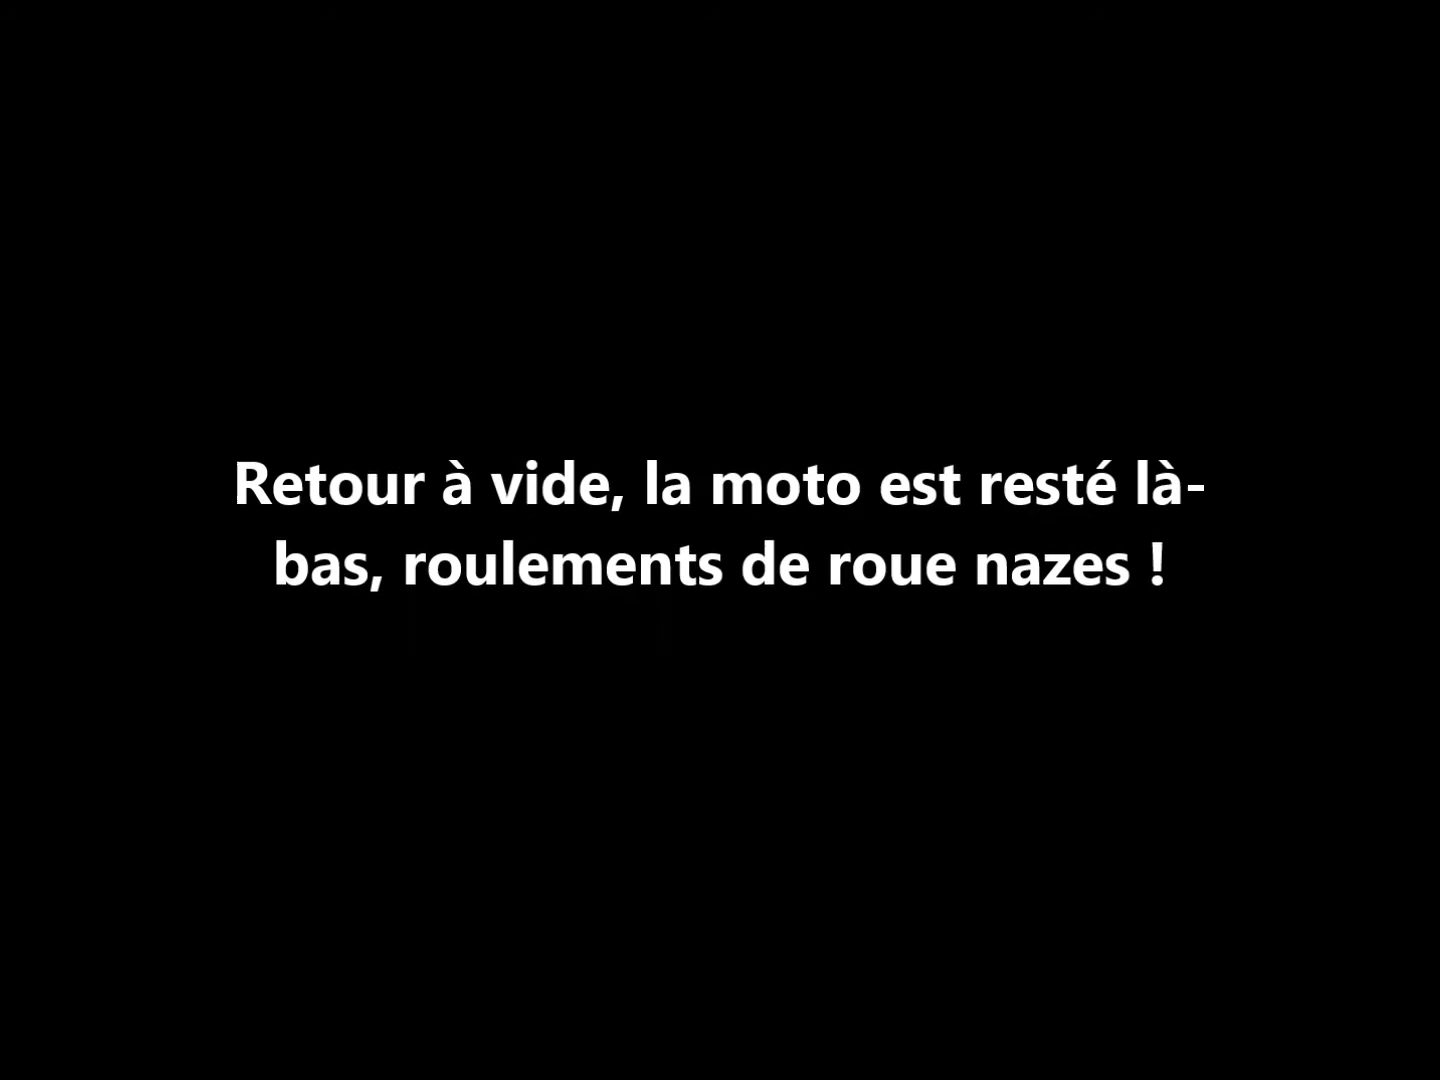 Retour à vide, la moto est resté là-
bas, roulements de roue nazes !